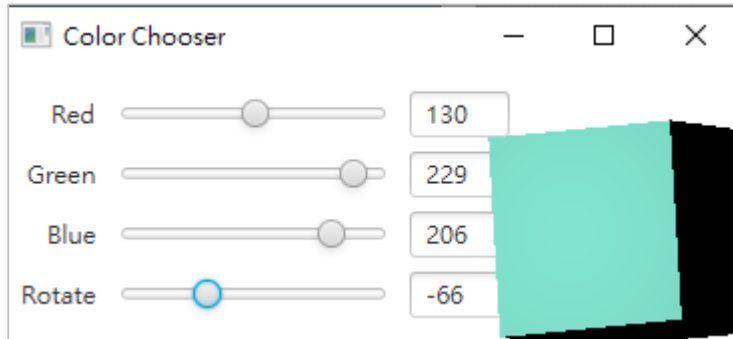 Color Chooser
Red 130
Green 229
Blue 206
Rotate -66